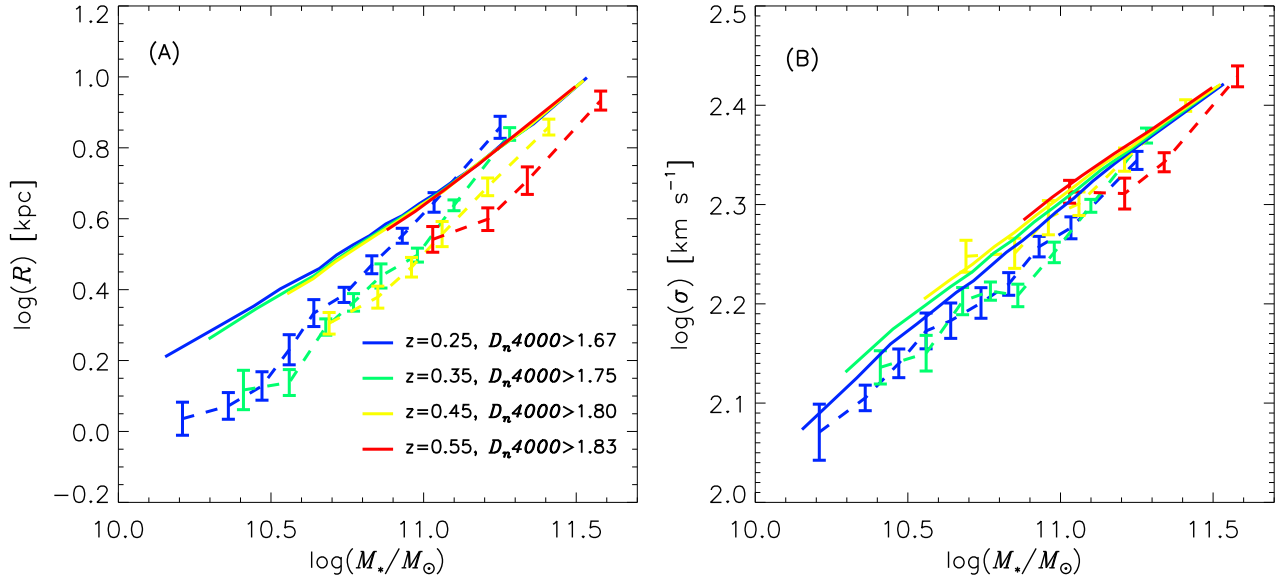 (A)
1.2
1.0
0.8
0.6
0.4
0.2
0.0
−0.2
log(R) [kpc]
10.0 10.5 11.0 11.5
log(M*/M⊙)
z=0.25, Dn4000>1.67
z=0.35, Dn4000>1.75
z=0.45, Dn4000>1.80
z=0.55, Dn4000>1.83
(B)
2.5
2.4
2.3
2.2
2.1
2.0
log(σ) [km s−1]
10.0 10.5 11.0 11.5
log(M*/M⊙)